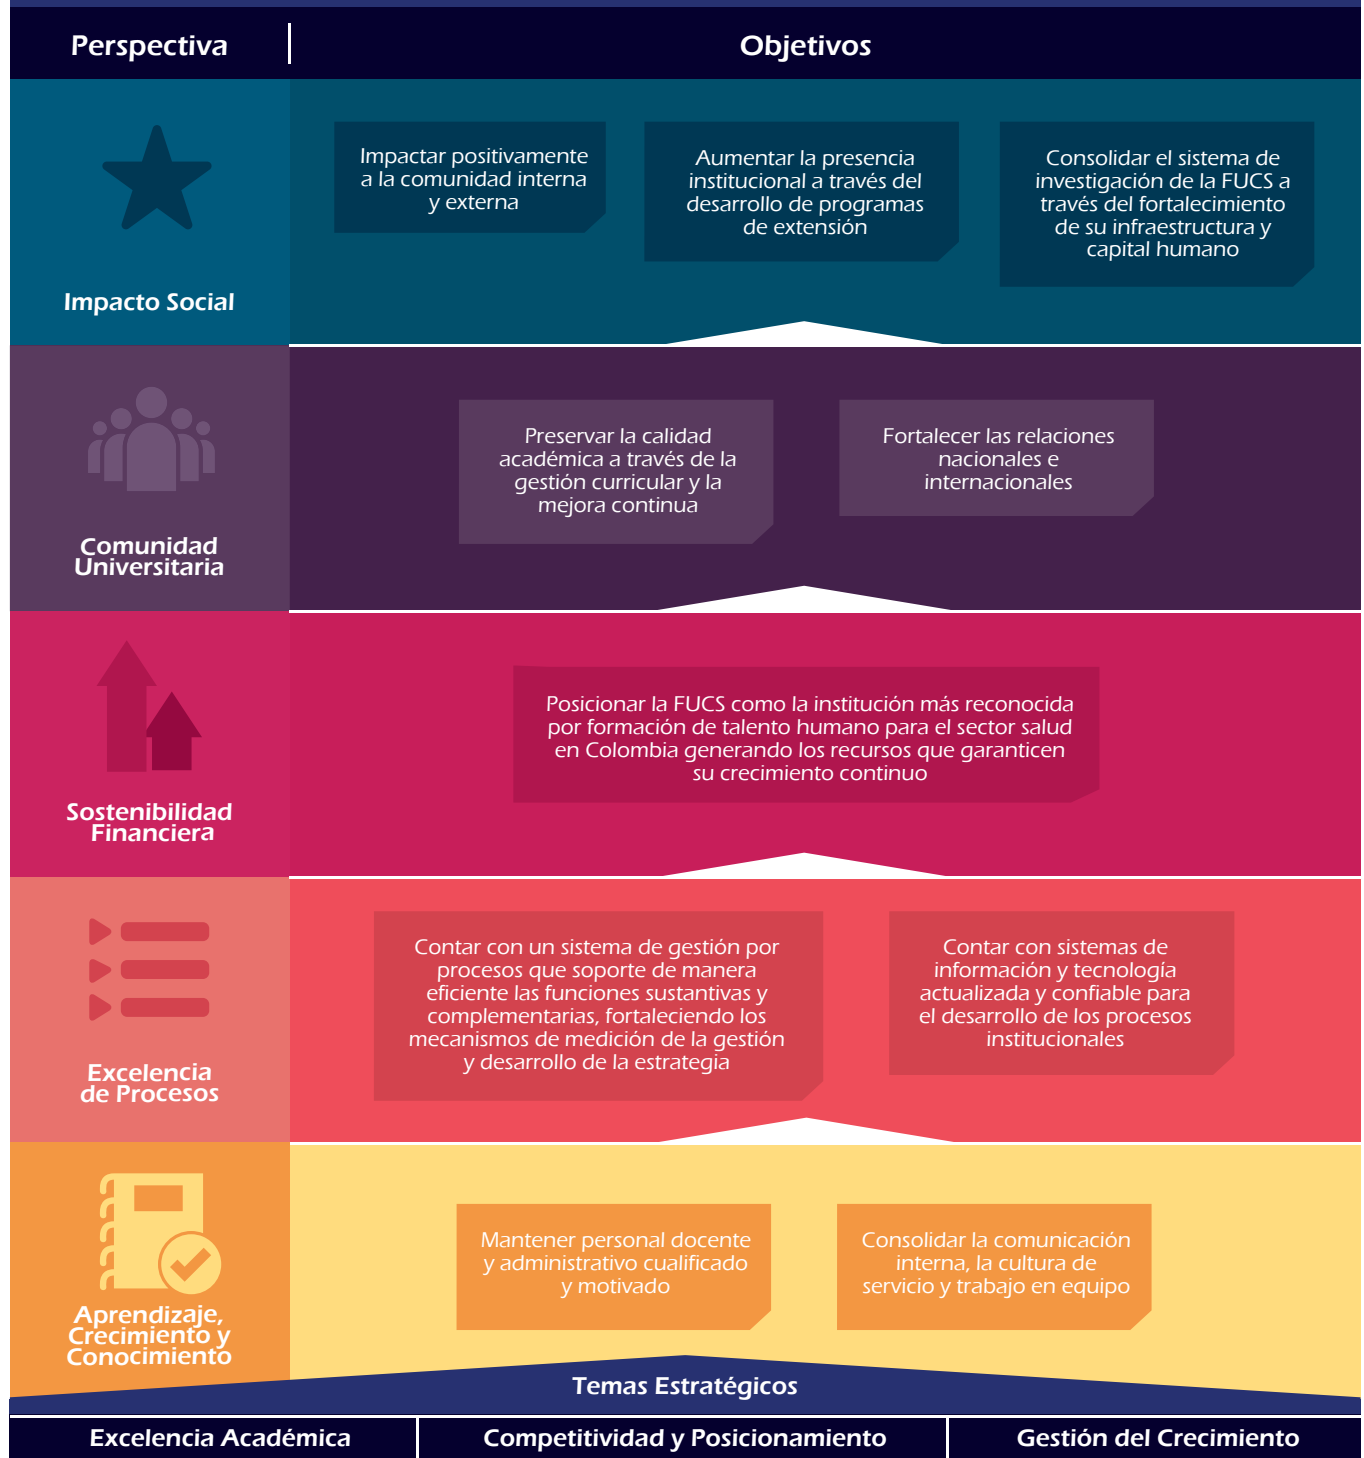 Perspectiva
Objetivos
Impacto Social
Impactar positivamente
a la comunidad interna
y externa
Aumentar la presencia
institucional a través del
desarrollo de programas
de extensión
Consolidar el sistema de
investigación de la FUCS a
través del fortalecimiento
de su infraestructura y
capital humano
Comunidad
Universitaria
Preservar la calidad
académica a través de la
gestión curricular y la
mejora continua
Fortalecer las relaciones
nacionales e
internacionales
Sostenibilidad
Financiera
Posicionar la FUCS como la institución más reconocida
por formación de talento humano para el sector salud
en Colombia generando los recursos que garanticen
su crecimiento continuo
Excelencia
de Procesos
Contar con un sistema de gestión por
procesos que soporte de manera
eficiente las funciones sustantivas y
complementarias, fortaleciendo los
mecanismos de medición de la gestión
y desarrollo de la estrategia
Contar con sistemas de
información y tecnología
actualizada y confiable para
el desarrollo de los procesos
institucionales
Aprendizaje,
Crecimiento y
Conocimiento
Mantener personal docente
y administrativo cualificado
y motivado
Consolidar la comunicación
interna, la cultura de
servicio y trabajo en equipo
Temas Estratégicos
Excelencia Académica
Competitividad y Posicionamiento
Gestión del Crecimiento